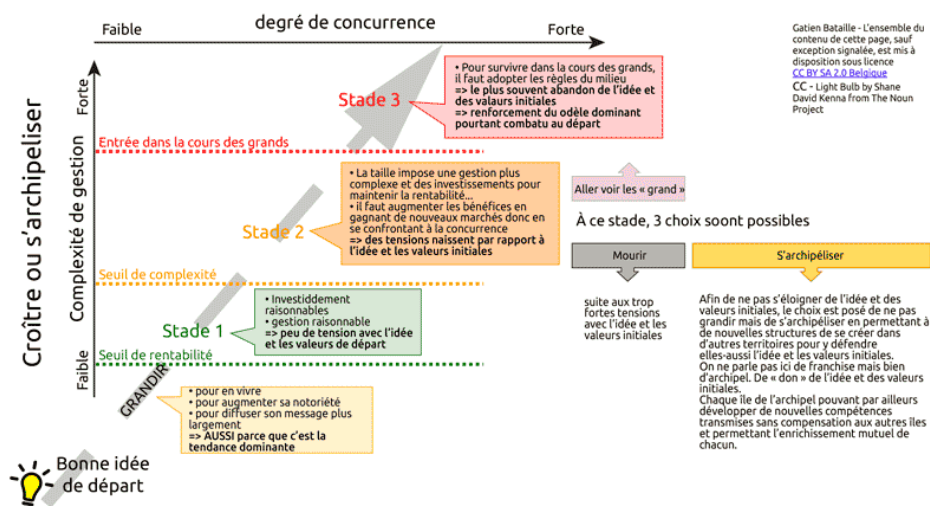 Faible
degré de concurrence
Forte
Gatien Bataille - L'ensemble du
contenu de cette page, sauf
exception signalée, est mis à
disposition sous licence
CC BY SA 2.0 Belgique
CC - Light Bulb by Shane
David Kenna from The Noun
Project
Croître ou s'archipeliser
Complexité de gestion
Forte
Faible
Stade 3
• Pour survivre dans la cours des grands,
il faut adopter les règles du milieu
=> le plus souvent abandon de l'idée et
des valeurs initiales
=> renforcement du odèle dominant
pourtant combatu au départ
Entrée dans la cours des grands
Stade 2
• La taille impose une gestion plus
complexe et des investissements pour
maintenir la rentabilité...
• il faut augmenter les bénéfices en
gagnant de nouveaux marchés donc en
se confrontant à la concurrence
=> des tensions naissent par rapport à
l'idée et les valeurs initiales
Aller voir les « grand »
À ce stade, 3 choix soont possibles
Mourir
S'archipéliser
suite aux trop
fortes tensions
avec l'idée et les
valeurs initiales
Afin de ne pas s'éloigner de l'idée et des
valeurs initiales, le choix est posé de ne pas
grandir mais de s'archipéliser en permettant à
de nouvelles structures de se créer dans
d'autres territoires pour y défendre
elles-aussi l'idée et les valeurs initiales.
On ne parle pas ici de franchise mais bien
d'archipel. De « don » de l'idée et des valeurs
initiales.
Chaque île de l'archipel pouvant par ailleurs
développer de nouvelles compétences
transmises sans compensation aux autres îles
et permettant l'enrichissement mutuel de
chacun.
Seuil de complexité
Stade 1
• Investiddement
raisonnables
• gestion raisonnable
=> peu de tension avec l'idée
et les valeurs de départ
Seuil de rentabilité
GRANDIR
• pour en vivre
• pour augmenter sa notoriété
• pour diffuser son message plus
largement
=> AUSSI parce que c'est la
tendance dominante
Bonne idée
de départ